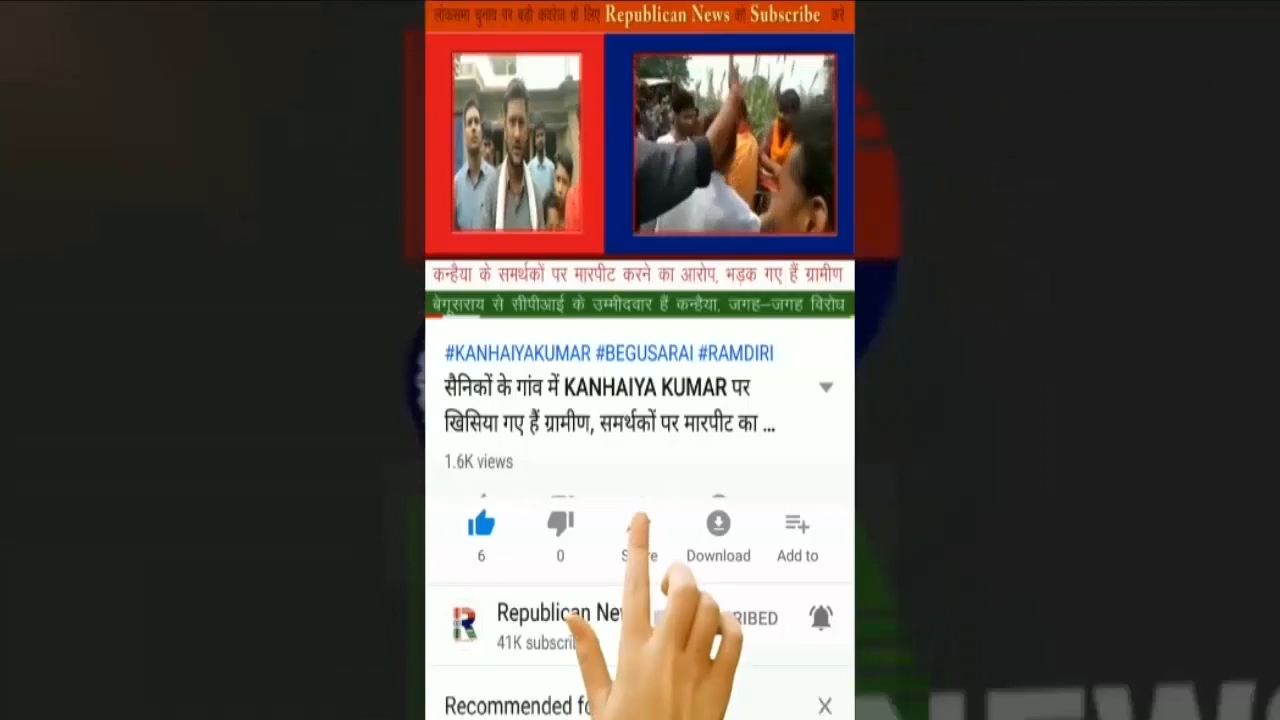 लोकसभा चुनाव पर बड़ी कवरेज के लिए Republican News को Subscribe करें
कन्हैया के समर्थकों पर मारपीट करने का आरोप, भड़क गए हैं ग्रामीण
बेगूसराय से सीपीआई के उम्मीदवार हैं कन्हैया, जगह-जगह विरोध
#KANHAIYAKUMAR #BEGUSARAI #RAMDIRI
सैनिकों के गांव में KANHAIYA KUMAR पर
खिसिया गए हैं ग्रामीण, समर्थकों पर मारपीट का ...
1.6K views
6 0 Download Add to
Republican
41K
Recommended